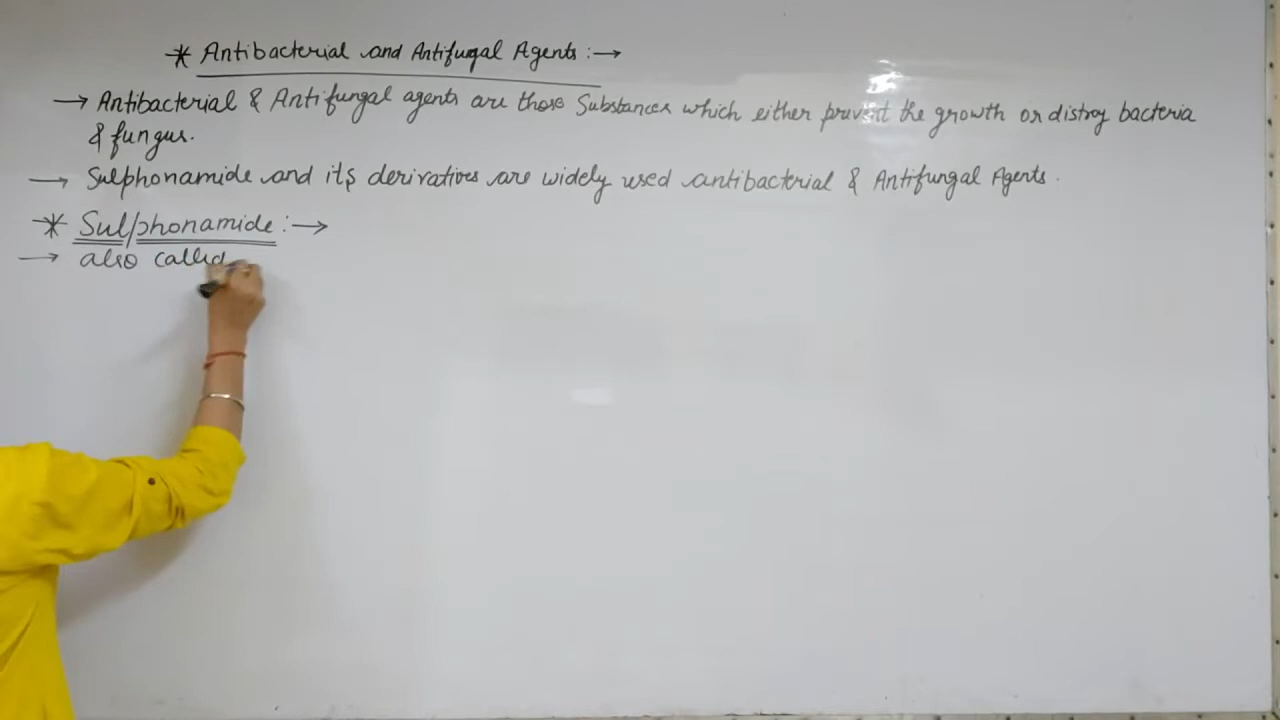 * Antibacterial and Antifugal Agents :→
→ Antibacterial & Antifungal agents are those Substances which either prevent the growth or distroy bacteria
& fungus.
→ Sulphonamide and its derivatives are widely used antibacterial & Antifungal Agents.
* Sulphonamide :→
→ also called